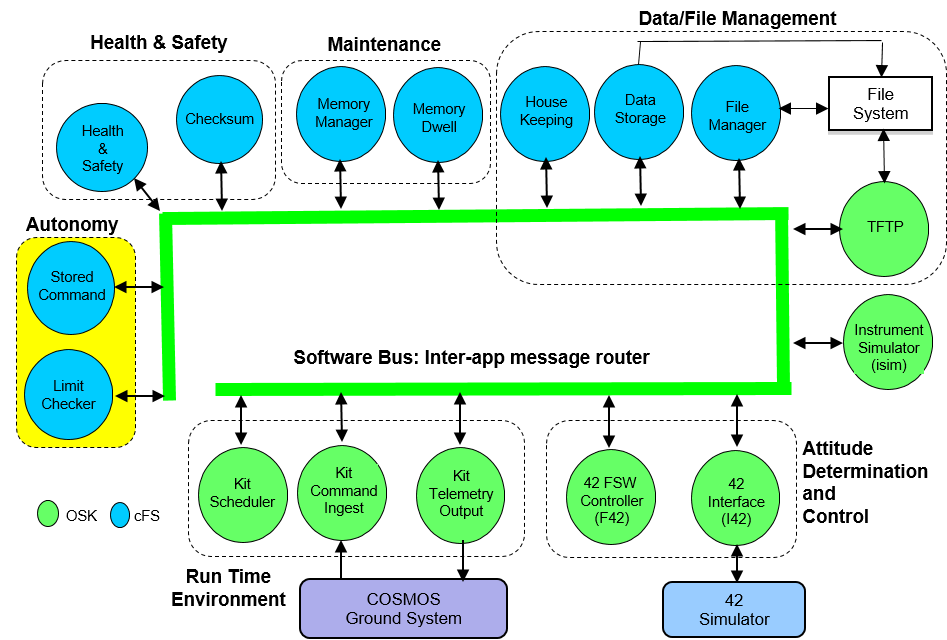 Data/File Management
Health & Safety
Maintenance
Health
&
Safety
Checksum
Memory
Manager
Memory
Dwell
House
Keeping
Data
Storage
File
Manager
File
System
TFTP
Autonomy
Stored
Command
Limit
Checker
Instrument
Simulator
(isim)
Software Bus: Inter-app message router
Kit
Scheduler
Kit
Command
Ingest
Kit
Telemetry
Output
42 FSW
Controller
(F42)
42
Interface
(I42)
Attitude
Determination
and
Control
OSK
cFS
Run Time
Environment
COSMOS
Ground System
42
Simulator